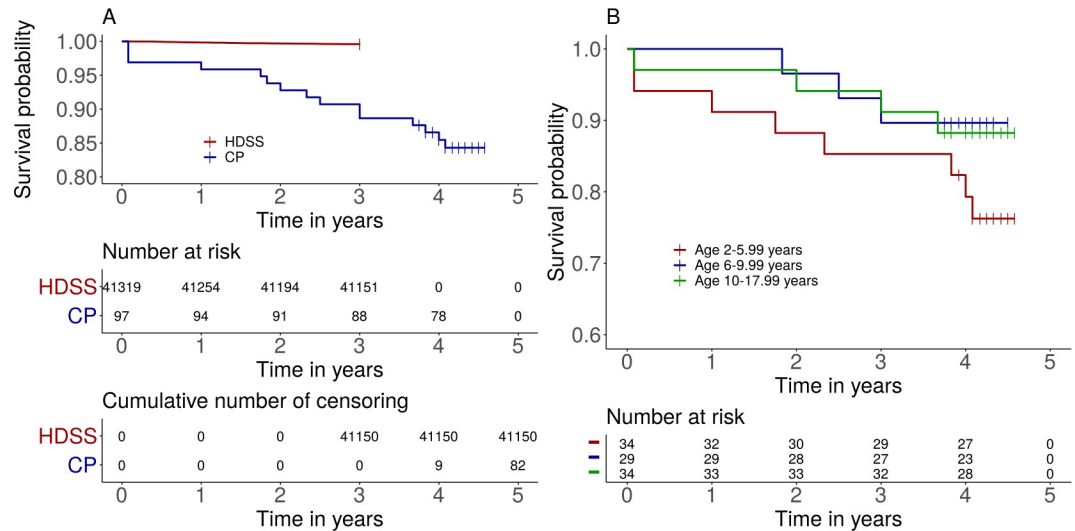 A
Survival probability
1.00
0.95
0.90
0.85
0.80
HDSS
CP
0 1 2 3 4 5
Time in years
Number at risk
HDSS 41319 41254 41194 41151 0 0
CP 97 94 91 88 78 0
0 1 2 3 4 5
Time in years
Cumulative number of censoring
HDSS 0 0 0 41150 41150 41150
CP 0 0 0 0 9 82
0 1 2 3 4 5
Time in years
B
Survival probability
1.0
0.9
0.8
0.7
0.6
Age 2-5.99 years
Age 6-9.99 years
Age 10-17.99 years
0 1 2 3 4 5
Time in years
Number at risk
34 32 30 29 27 0
29 29 28 27 23 0
34 33 33 32 28 0
0 1 2 3 4 5
Time in years